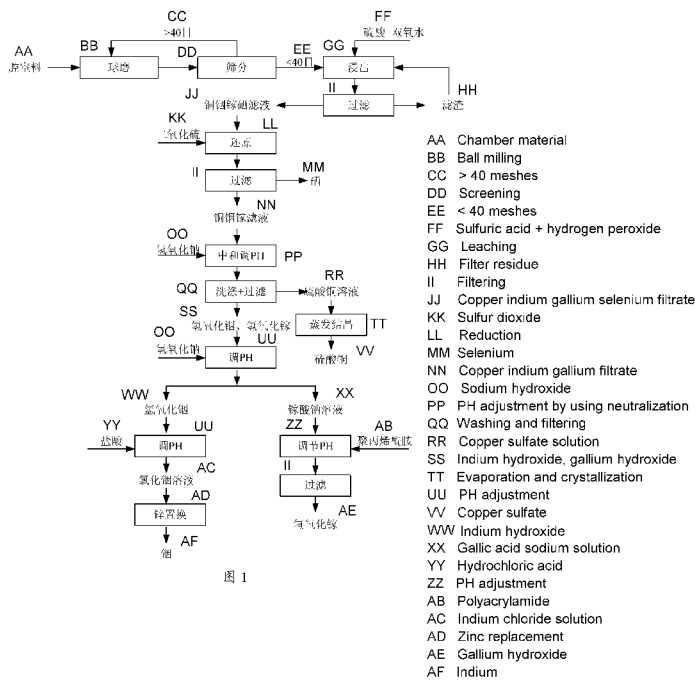 CC
>40目
FF
硫酸 双氧水
AA
腔室料
BB
球磨
DD
筛分
EE
<40目
GG
浸出
HH
滤渣
II
过滤
JJ
铜铟镓硒滤液
KK
二氧化硫
LL
还原
II
过滤
MM
硒
NN
铜铟镓滤液
OO
氢氧化钠
中和调PH
PP
QQ
洗涤+过滤
RR
硫酸铜溶液
SS
氢氧化铟、氢氧化镓
蒸发结晶
TT
OO
氢氧化钠
UU
调PH
硫酸铜
VV
WW
氢氧化铟
XX
镓酸钠溶液
YY
盐酸
UU
调PH
ZZ
调节PH
AB
聚丙烯酰胺
AC
氯化铟溶液
II
过滤
AD
锌置换
AE
氢氧化镓
AF
铟
图 1
AA Chamber material
BB Ball milling
CC > 40 meshes
DD Screening
EE < 40 meshes
FF Sulfuric acid + hydrogen peroxide
GG Leaching
HH Filter residue
II Filtering
JJ Copper indium gallium selenium filtrate
KK Sulfur dioxide
LL Reduction
MM Selenium
NN Copper indium gallium filtrate
OO Sodium hydroxide
PP PH adjustment by using neutralization
QQ Washing and filtering
RR Copper sulfate solution
SS Indium hydroxide, gallium hydroxide
TT Evaporation and crystallization
UU PH adjustment
VV Copper sulfate
WW Indium hydroxide
XX Gallic acid sodium solution
YY Hydrochloric acid
ZZ PH adjustment
AB Polyacrylamide
AC Indium chloride solution
AD Zinc replacement
AE Gallium hydroxide
AF Indium